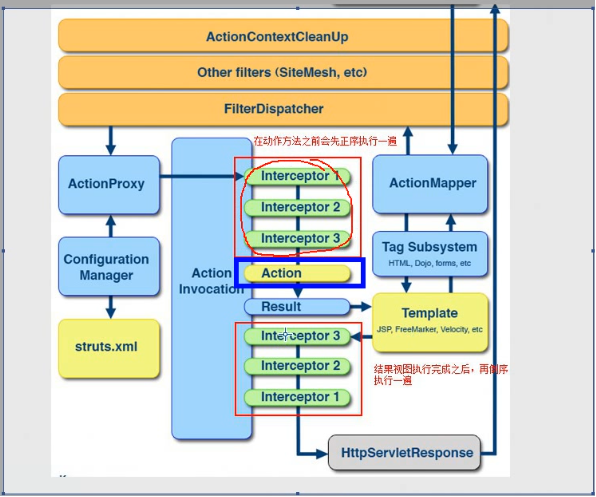 ActionContextCleanUp
Other filters (SiteMesh, etc)
FilterDispatcher
在动作方法之前会先正序执行一遍
ActionProxy
Interceptor 1
Interceptor 2
Interceptor 3
ActionMapper
Configuration
Manager
Action
Invocation
Action
Result
Tag Subsystem
HTML, Dojo, forms, etc
Template
JSP, FreeMarker, Velocity, etc
struts.xml
Interceptor 3
Interceptor 2
Interceptor 1
结果视图执行完成之后，再倒序
执行一遍
HttpServletResponse